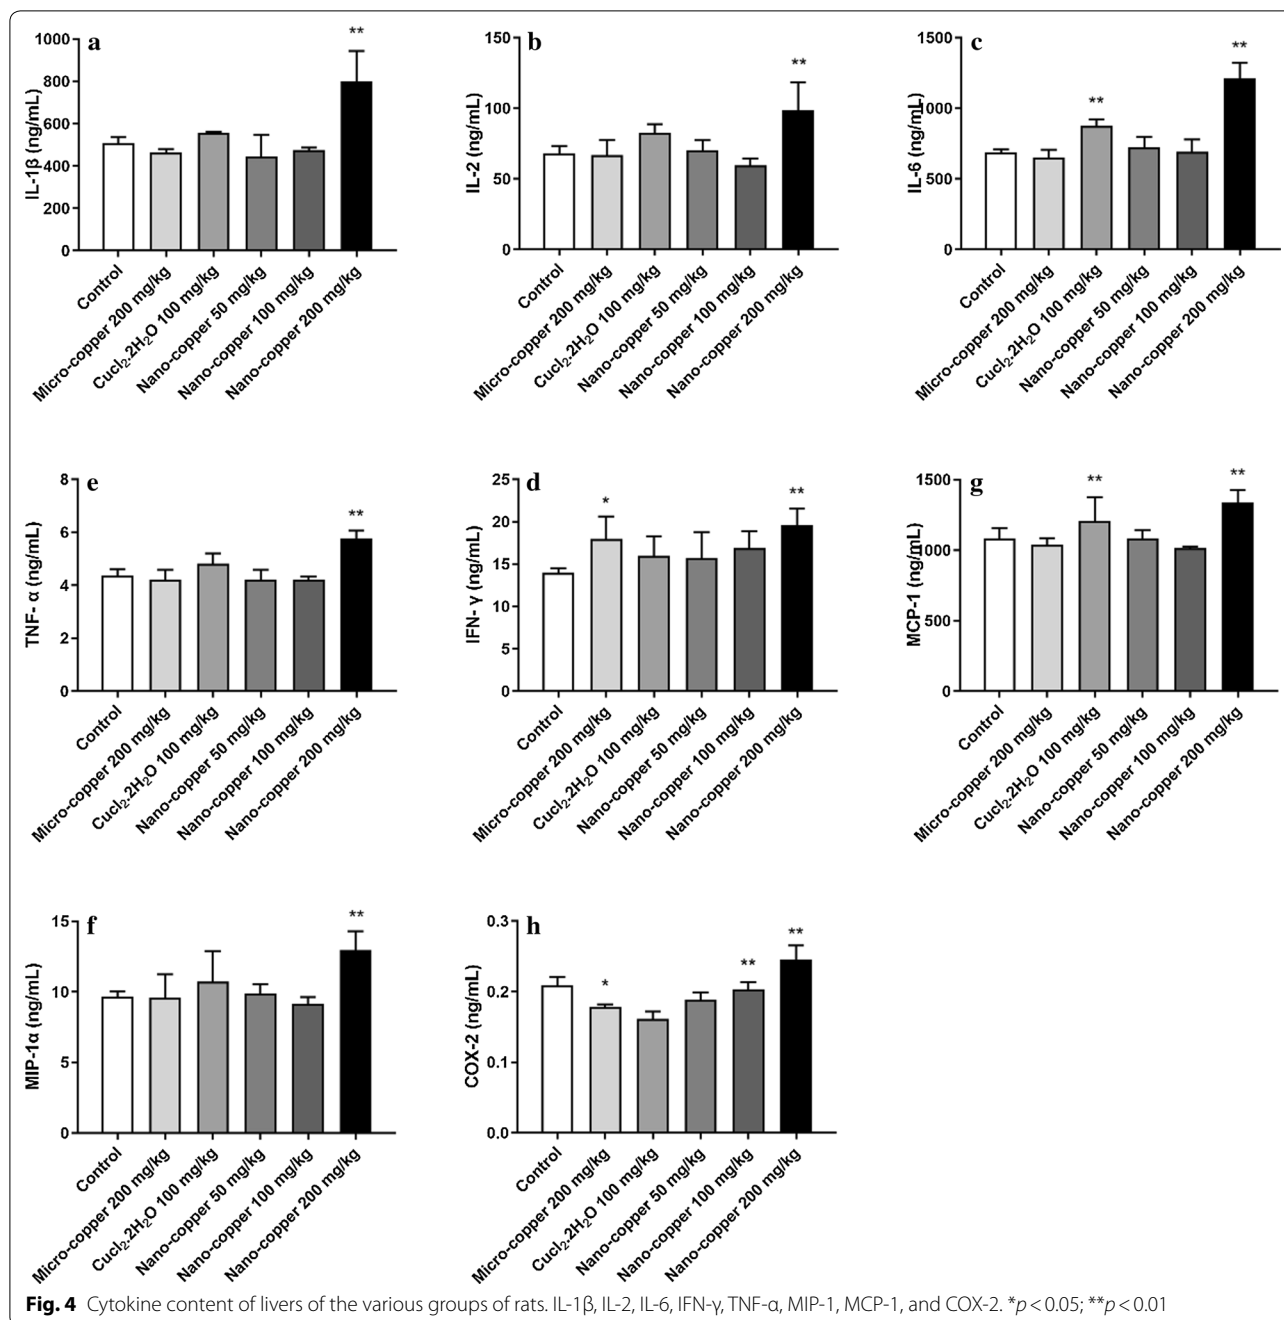 a
IL-1β (ng/mL)
1000
800
600
400
200
0
**
Control
Micro-copper 200 mg/kg
Cucl₂.2H₂O 100 mg/kg
Nano-copper 50 mg/kg
Nano-copper 100 mg/kg
Nano-copper 200 mg/kg
b
IL-2 (ng/mL)
150
100
50
0
**
Control
Micro-copper 200 mg/kg
Cucl₂.2H₂O 100 mg/kg
Nano-copper 50 mg/kg
Nano-copper 100 mg/kg
Nano-copper 200 mg/kg
c
IL-6 (ng/mL)
1500
1000
500
0
**
**
Control
Micro-copper 200 mg/kg
Cucl₂.2H₂O 100 mg/kg
Nano-copper 50 mg/kg
Nano-copper 100 mg/kg
Nano-copper 200 mg/kg
e
TNF- α (ng/mL)
8
6
4
2
0
**
Control
Micro-copper 200 mg/kg
Cucl₂.2H₂O 100 mg/kg
Nano-copper 50 mg/kg
Nano-copper 100 mg/kg
Nano-copper 200 mg/kg
d
IFN- γ (ng/mL)
25
20
15
10
5
0
*
**
Control
Micro-copper 200 mg/kg
Cucl₂.2H₂O 100 mg/kg
Nano-copper 50 mg/kg
Nano-copper 100 mg/kg
Nano-copper 200 mg/kg
g
MCP-1 (ng/mL)
1500
1000
500
0
**
**
Control
Micro-copper 200 mg/kg
Cucl₂.2H₂O 100 mg/kg
Nano-copper 50 mg/kg
Nano-copper 100 mg/kg
Nano-copper 200 mg/kg
f
MIP-1α (ng/mL)
15
10
5
0
**
Control
Micro-copper 200 mg/kg
Cucl₂.2H₂O 100 mg/kg
Nano-copper 50 mg/kg
Nano-copper 100 mg/kg
Nano-copper 200 mg/kg
h
COX-2 (ng/mL)
0.3
0.2
0.1
0.0
*
**
**
Control
Micro-copper 200 mg/kg
Cucl₂.2H₂O 100 mg/kg
Nano-copper 50 mg/kg
Nano-copper 100 mg/kg
Nano-copper 200 mg/kg
Fig. 4 Cytokine content of livers of the various groups of rats. IL-1β, IL-2, IL-6, IFN-γ, TNF-α, MIP-1, MCP-1, and COX-2. *p < 0.05; **p < 0.01